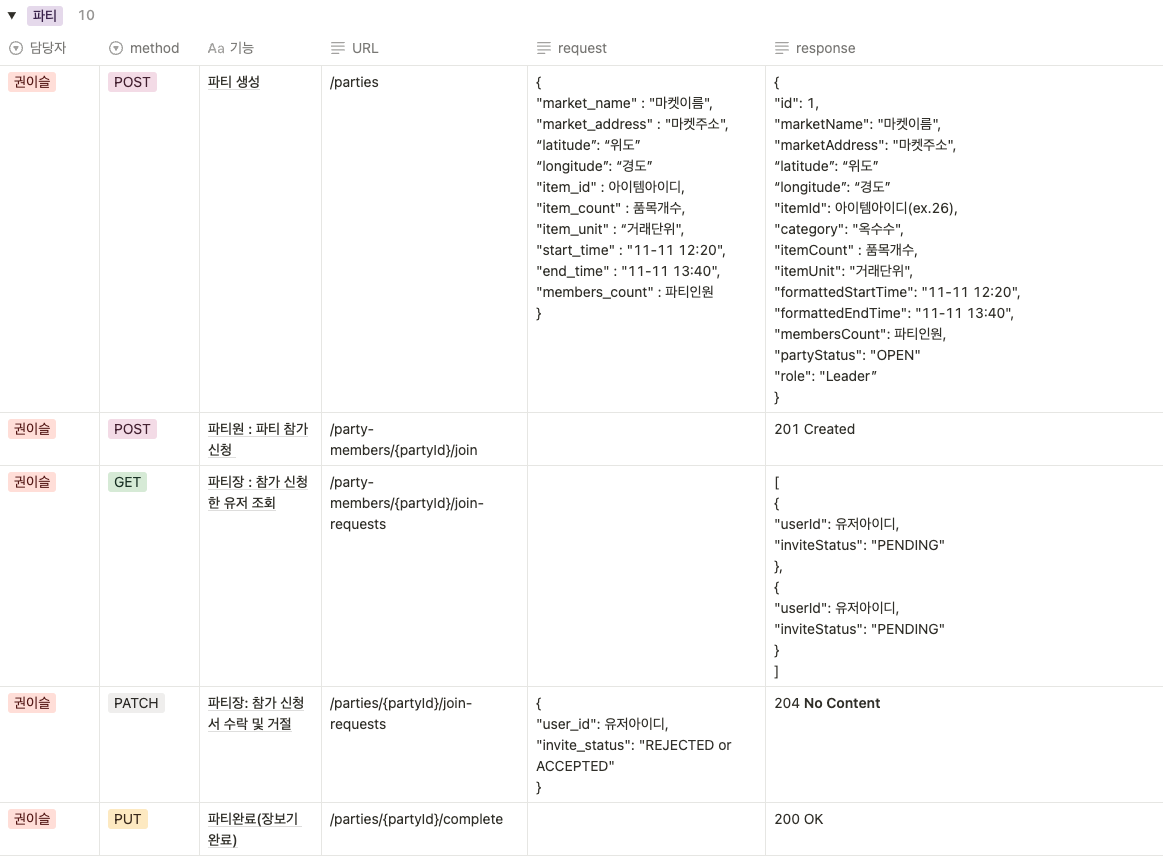 파티 10
담당자 method Aa 기능 URL request response
권이슬 POST 파티 생성 /parties
{
"market_name" : "마켓이름",
"market_address" : "마켓주소",
“latitude”: “위도”
“longitude”: “경도”
"item_id" : 아이템아이디,
"item_count" : 품목개수,
"item_unit" : “거래단위",
"start_time" : "11-11 12:20",
"end_time" : "11-11 13:40",
"members_count" : 파티인원
}
{
"id": 1,
"marketName": "마켓이름",
"marketAddress": "마켓주소",
“latitude”: “위도”
“longitude”: “경도”
"itemId": 아이템아이디(ex.26),
"category": "옥수수",
"itemCount" : 품목개수,
"itemUnit": "거래단위",
"formattedStartTime": "11-11 12:20",
"formattedEndTime": "11-11 13:40",
"membersCount": 파티인원,
"partyStatus": "OPEN"
"role": "Leader”
}
권이슬 POST 파티원 : 파티 참가
신청
/party-
members/{partyId}/join
201 Created
권이슬 GET 파티장 : 참가 신청
한 유저 조회
/party-
members/{partyId}/join-
requests
[
{
"userId": 유저아이디,
"inviteStatus": "PENDING"
},
{
"userId": 유저아이디,
"inviteStatus": "PENDING"
}
]
권이슬 PATCH 파티장: 참가 신청
서 수락 및 거절
/parties/{partyId}/join-
requests
{
"user_id": 유저아이디,
"invite_status": "REJECTED or
ACCEPTED"
}
204 No Content
권이슬 PUT 파티완료(장보기
완료)
/parties/{partyId}/complete
200 OK